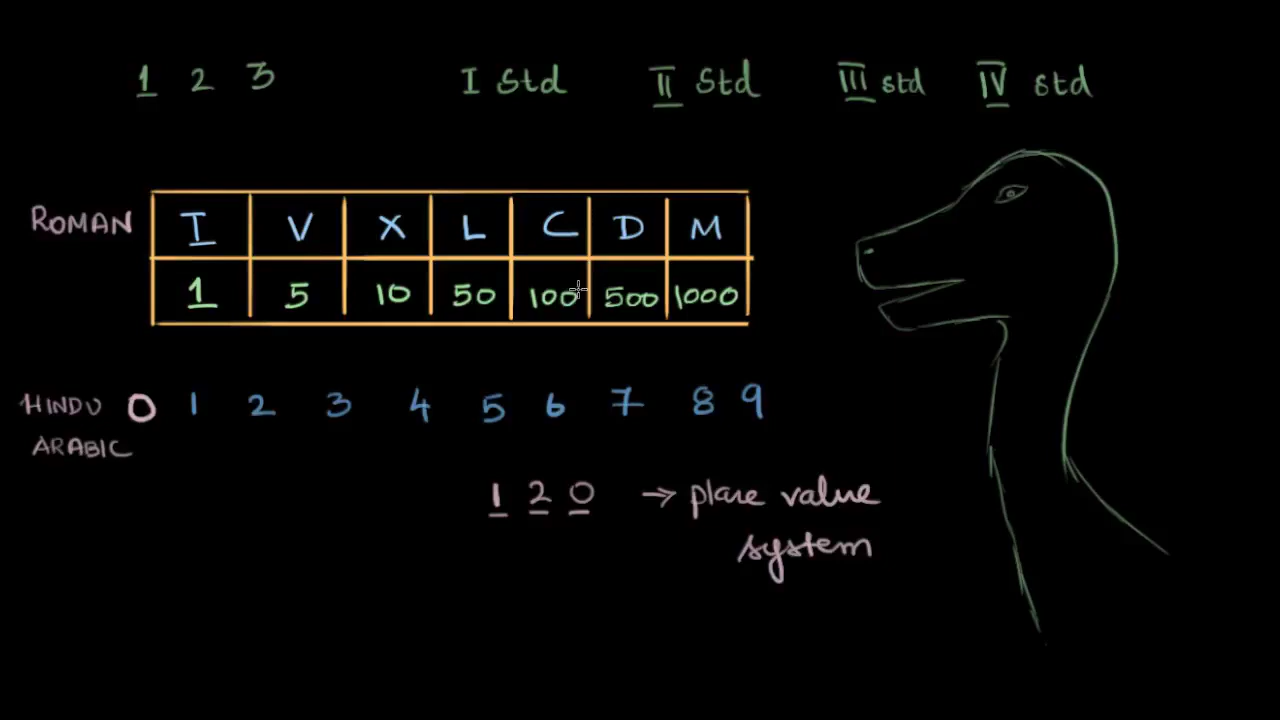 1 2 3 I Std II Std III std IV std
ROMAN I V X L C D M
1 5 10 50 100 500 1000
HINDU 0 1 2 3 4 5 6 7 8 9
ARABIC
1 2 0 → place value
system